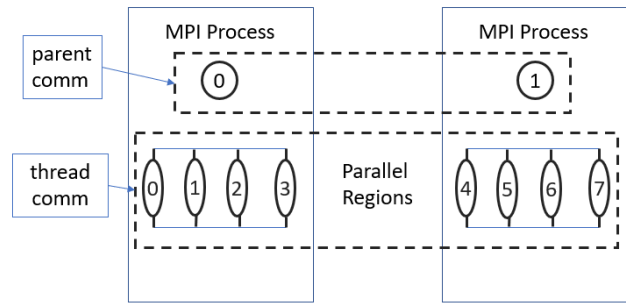 MPI Process
MPI Process
parent
comm
0
1
thread
comm
0 1 2 3
Parallel
Regions
4 5 6 7